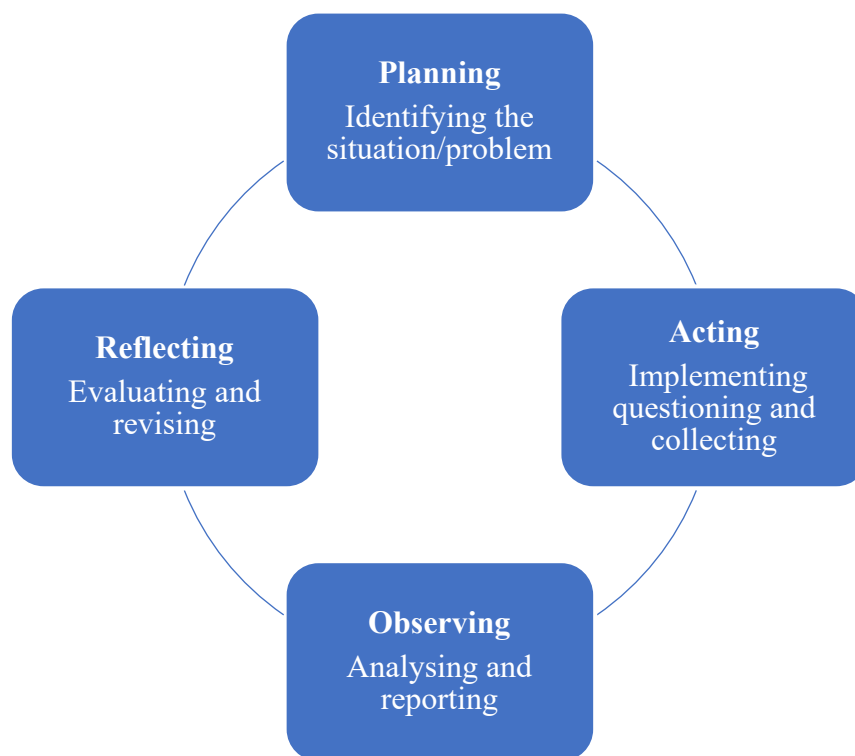 Planning
Identifying the
situation/problem
Acting
Implementing
questioning and
collecting
Observing
Analysing and
reporting
Reflecting
Evaluating and
revising